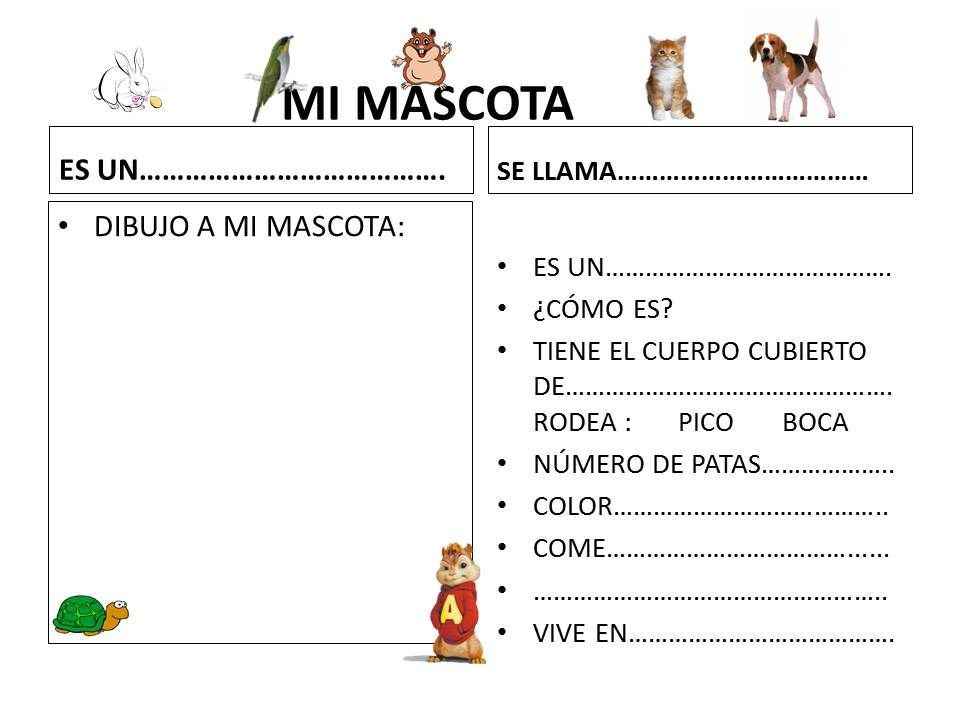 MI MASCOTA
ES UN…………………………………….
SE LLAMA……………………………
• DIBUJO A MI MASCOTA:
• ES UN…………………………………….
• ¿CÓMO ES?
• TIENE EL CUERPO CUBIERTO
DE………………………………………….
RODEA : PICO BOCA
• NÚMERO DE PATAS………………..
• COLOR…………………………………..
• COME………………………………......
• ……………………………………………..
• VIVE EN………………………………….
A